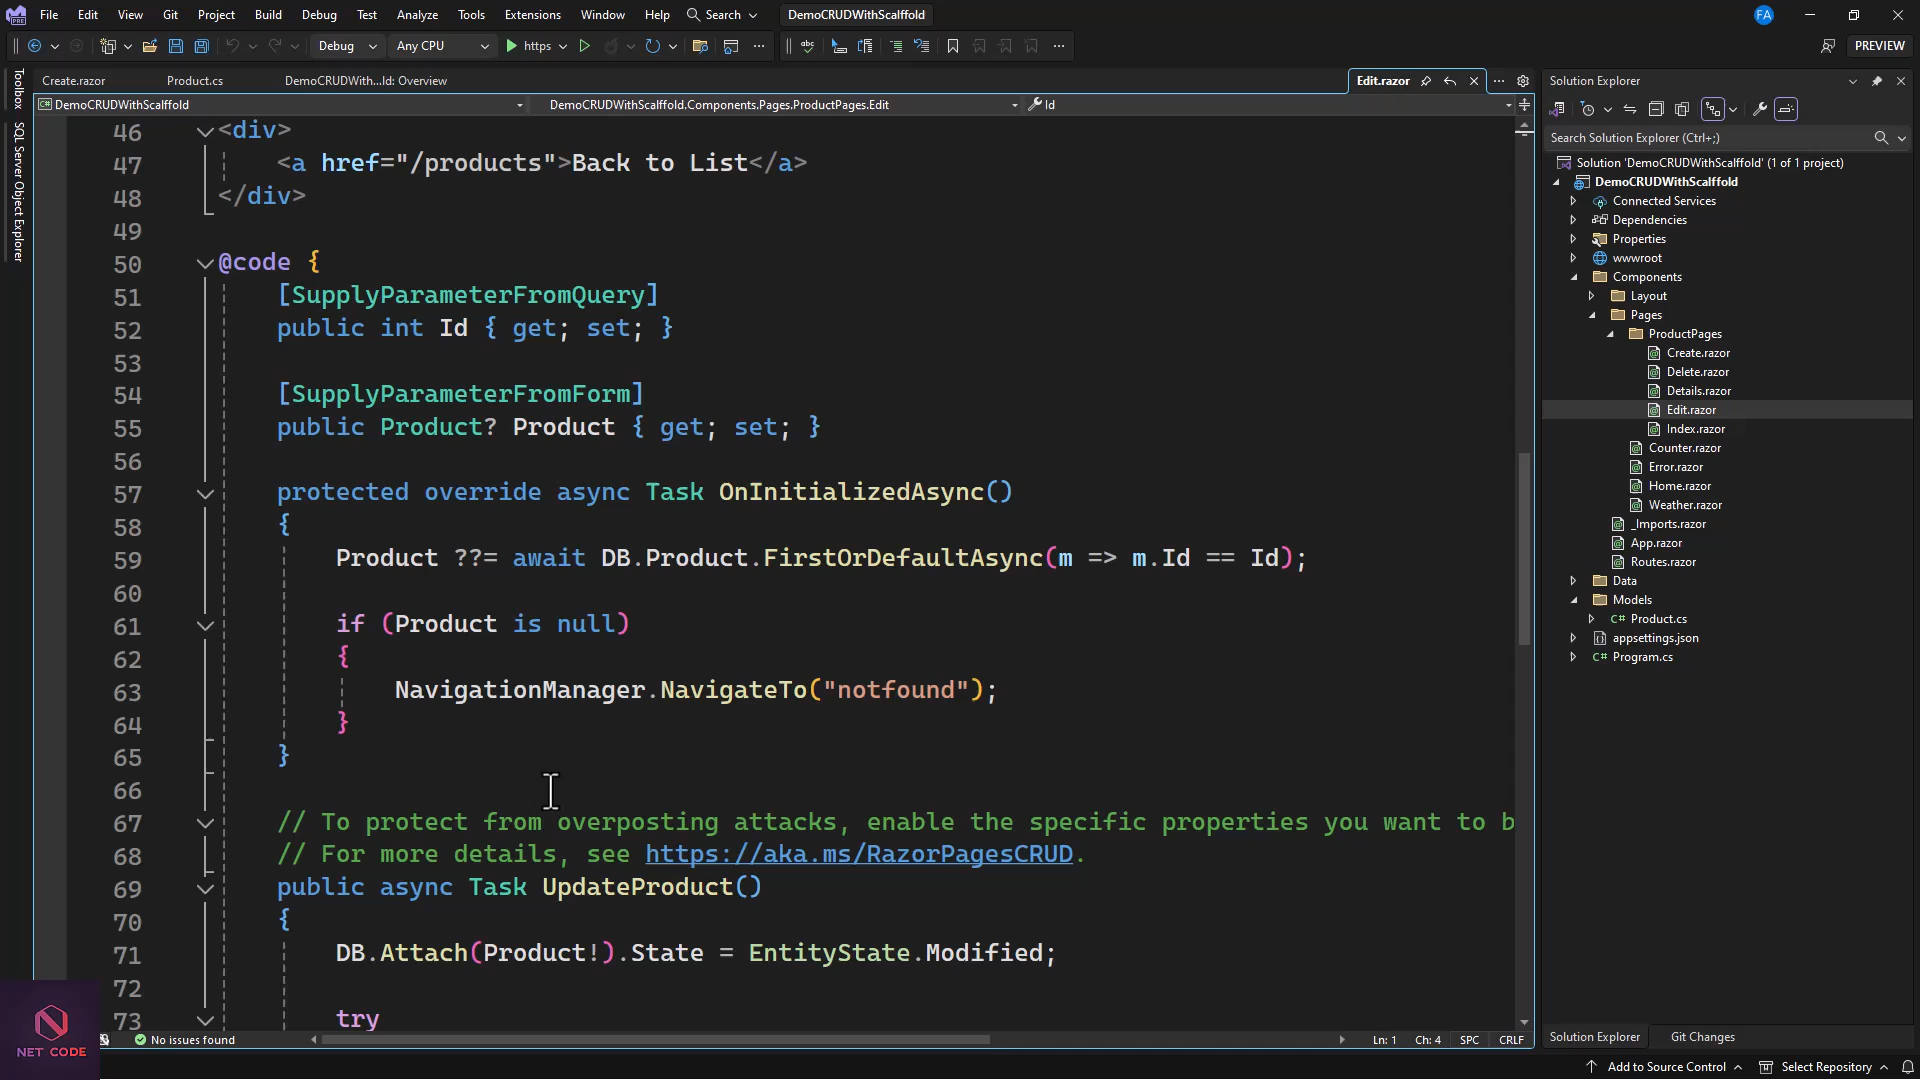 File Edit View Git Project Build Debug Test Analyze Tools Extensions Window Help Search DemoCRUDWithScalffold FA
Debug Any CPU https PREVIEW
Create.razor Product.cs DemoCRUDWith...Id: Overview Edit.razor
DemoCRUDWithScalffold DemoCRUDWithScalffold.Components.Pages.ProductPages.Edit Id
Toolbox
SQL Server Object Explorer
46 <div>
47 <a href="/products">Back to List</a>
48 </div>
49
50 @code {
51 [SupplyParameterFromQuery]
52 public int Id { get; set; }
53
54 [SupplyParameterFromForm]
55 public Product? Product { get; set; }
56
57 protected override async Task OnInitializedAsync()
58 {
59 Product ??= await DB.Product.FirstOrDefaultAsync(m => m.Id == Id);
60
61 if (Product is null)
62 {
63 NavigationManager.NavigateTo("notfound");
64 }
65 }
66
67 // To protect from overposting attacks, enable the specific properties you want to b
68 // For more details, see https://aka.ms/RazorPagesCRUD.
69 public async Task UpdateProduct()
70 {
71 DB.Attach(Product!).State = EntityState.Modified;
72
73 try
No issues found Ln: 1 Ch: 4 SPC CRLF
NET CODE
Solution Explorer
Search Solution Explorer (Ctrl+;)
Solution 'DemoCRUDWithScalffold' (1 of 1 project)
DemoCRUDWithScalffold
Connected Services
Dependencies
Properties
wwwroot
Components
Layout
Pages
ProductPages
Create.razor
Delete.razor
Details.razor
Edit.razor
Index.razor
Counter.razor
Error.razor
Home.razor
Weather.razor
_Imports.razor
App.razor
Routes.razor
Data
Models
C# Product.cs
appsettings.json
C# Program.cs
Solution Explorer Git Changes
Add to Source Control Select Repository